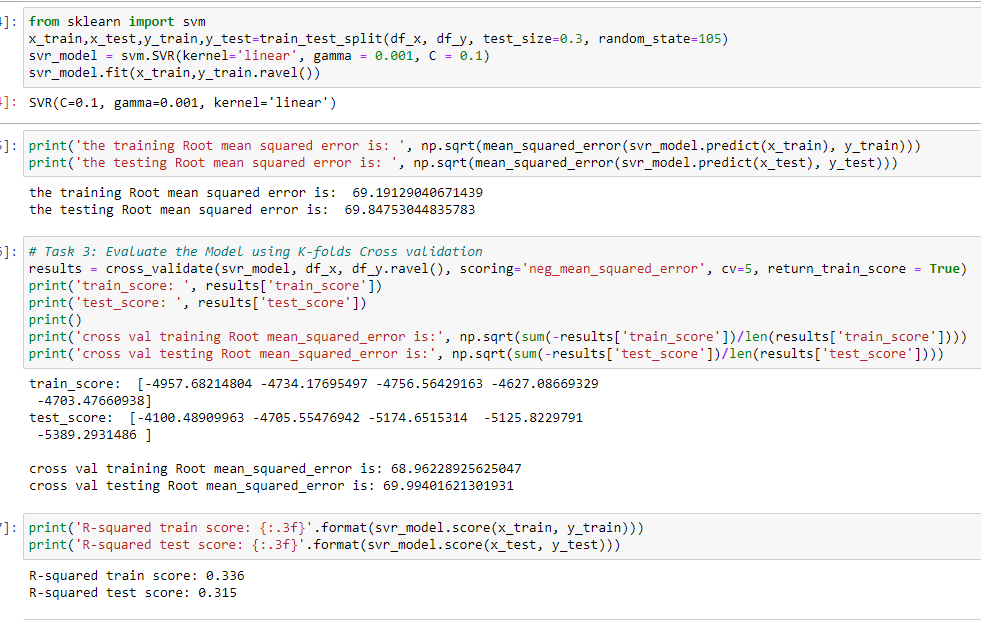 ]: from sklearn import svm
x_train,x_test,y_train,y_test=train_test_split(df_x, df_y, test_size=0.3, random_state=105)
svr_model = svm.SVR(kernel='linear', gamma = 0.001, C = 0.1)
svr_model.fit(x_train,y_train.ravel())
]: SVR(C=0.1, gamma=0.001, kernel='linear')
]: print('the training Root mean squared error is: ', np.sqrt(mean_squared_error(svr_model.predict(x_train), y_train)))
print('the testing Root mean squared error is: ', np.sqrt(mean_squared_error(svr_model.predict(x_test), y_test)))
the training Root mean squared error is:  69.19129040671439
the testing Root mean squared error is:  69.84753044835783
]: # Task 3: Evaluate the Model using K-folds Cross validation
results = cross_validate(svr_model, df_x, df_y.ravel(), scoring='neg_mean_squared_error', cv=5, return_train_score = True)
print('train_score: ', results['train_score'])
print('test_score: ', results['test_score'])
print()
print('cross val training Root mean_squared_error is:', np.sqrt(sum(-results['train_score'])/len(results['train_score'])))
print('cross val testing Root mean_squared_error is:', np.sqrt(sum(-results['test_score'])/len(results['test_score'])))
train_score:  [-4957.68214804 -4734.17695497 -4756.56429163 -4627.08669329
-4703.47660938]
test_score:  [-4100.48909963 -4705.55476942 -5174.6515314  -5125.8229791
-5389.2931486 ]
cross val training Root mean_squared_error is: 68.96228925625047
cross val testing Root mean_squared_error is: 69.99401621301931
]: print('R-squared train score: {:.3f}'.format(svr_model.score(x_train, y_train)))
print('R-squared test score: {:.3f}'.format(svr_model.score(x_test, y_test)))
R-squared train score: 0.336
R-squared test score: 0.315